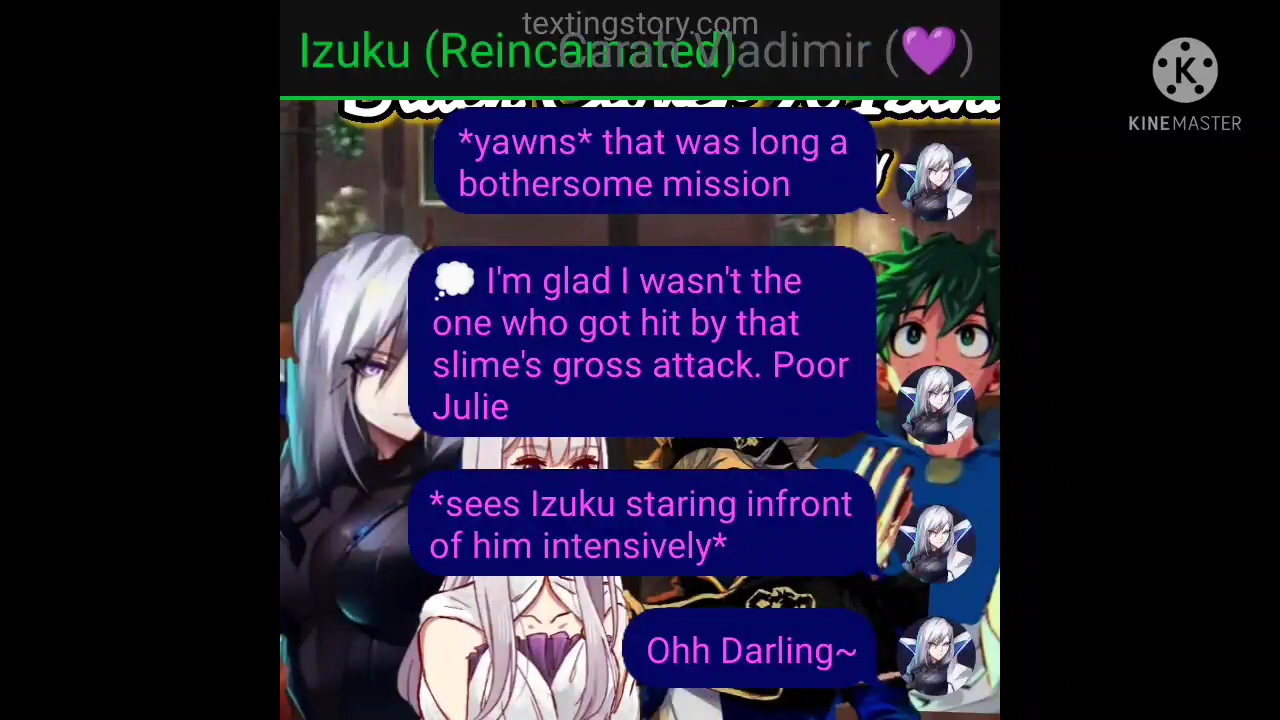 textingstory.com
Izuku (Reincarnated)
Vladimir (💜)
KINEMASTER
*yawns* that was long a
bothersome mission
💭 I'm glad I wasn't the
one who got hit by that
slime's gross attack. Poor
Julie
*sees Izuku staring infront
of him intensively*
Ohh Darling~